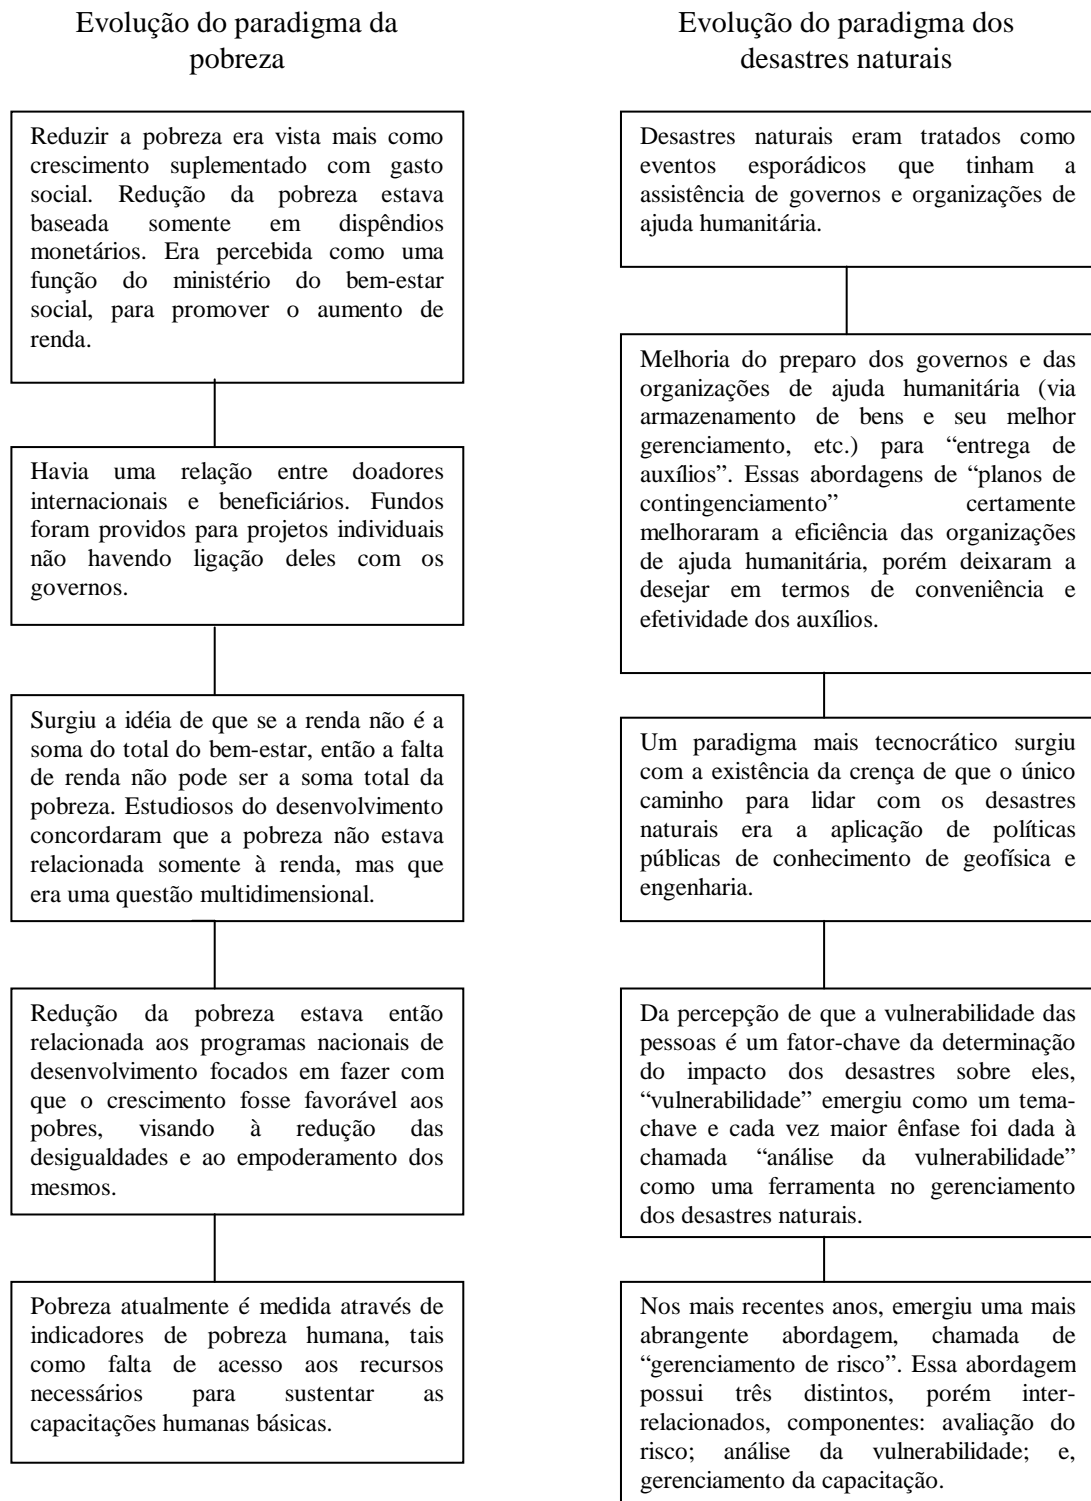 Evolução do paradigma da
pobreza
Reduzir a pobreza era vista mais como
crescimento suplementado com gasto
social. Redução da pobreza estava
baseada somente em dispêndios
monetários. Era percebida como uma
função do ministério do bem-estar
social, para promover o aumento de
renda.
Havia uma relação entre doadores
internacionais e beneficiários. Fundos
foram providos para projetos individuais
não havendo ligação deles com os
governos.
Surgiu a idéia de que se a renda não é a
soma do total do bem-estar, então a falta
de renda não pode ser a soma total da
pobreza. Estudiosos do desenvolvimento
concordaram que a pobreza não estava
relacionada somente à renda, mas que
era uma questão multidimensional.
Redução da pobreza estava então
relacionada aos programas nacionais de
desenvolvimento focados em fazer com
que o crescimento fosse favorável aos
pobres, visando à redução das
desigualdades e ao empoderamento dos
mesmos.
Pobreza atualmente é medida através de
indicadores de pobreza humana, tais
como falta de acesso aos recursos
necessários para sustentar as
capacitações humanas básicas.
Evolução do paradigma dos
desastres naturais
Desastres naturais eram tratados como
eventos esporádicos que tinham a
assistência de governos e organizações de
ajuda humanitária.
Melhoria do preparo dos governos e das
organizações de ajuda humanitária (via
armazenamento de bens e seu melhor
gerenciamento, etc.) para “entrega de
auxílios”. Essas abordagens de “planos de
contingenciamento” certamente
melhoraram a eficiência das organizações
de ajuda humanitária, porém deixaram a
desejar em termos de conveniência e
efetividade dos auxílios.
Um paradigma mais tecnocrático surgiu
com a existência da crença de que o único
caminho para lidar com os desastres
naturais era a aplicação de políticas
públicas de conhecimento de geofísica e
engenharia.
Da percepção de que a vulnerabilidade das
pessoas é um fator-chave da determinação
do impacto dos desastres sobre eles,
“vulnerabilidade” emergiu como um tema-
chave e cada vez maior ênfase foi dada à
chamada “análise da vulnerabilidade”
como uma ferramenta no gerenciamento
dos desastres naturais.
Nos mais recentes anos, emergiu uma mais
abrangente abordagem, chamada de
“gerenciamento de risco”. Essa abordagem
possui três distintos, porém inter-
relacionados, componentes: avaliação do
risco; análise da vulnerabilidade; e,
gerenciamento da capacitação.